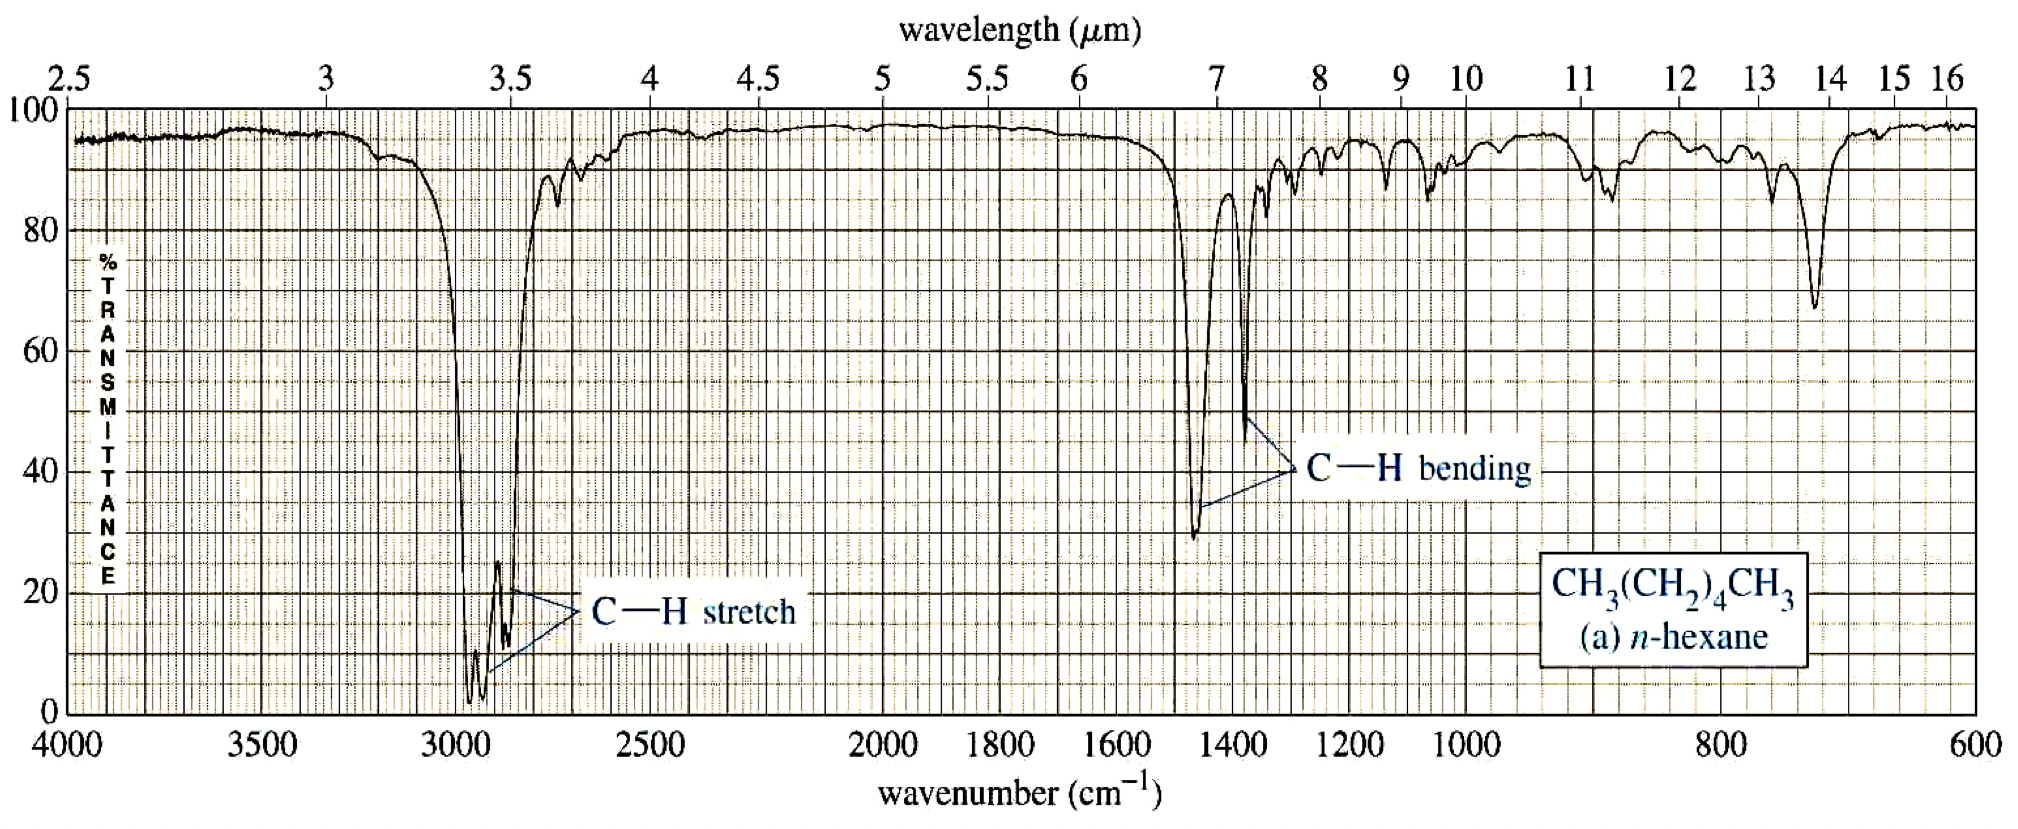 wavelength (μm)
2.5 3 3.5 4 4.5 5 5.5 6 7 8 9 10 11 12 13 14 15 16
100
80
60
40
20
0
%TRANSMITTANCE
C—H stretch
C—H bending
CH₃(CH₂)₄CH₃
(a) n-hexane
4000 3500 3000 2500 2000 1800 1600 1400 1200 1000 800 600
wavenumber (cm⁻¹)